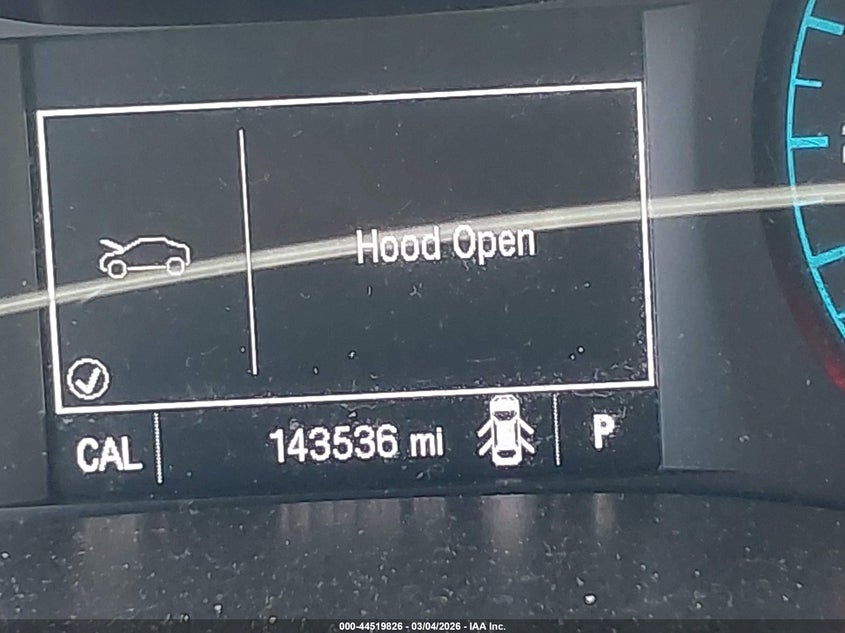 Hood Open
CAL 143536 mi P
000-44519826 - 03/04/2026 - IAA Inc.